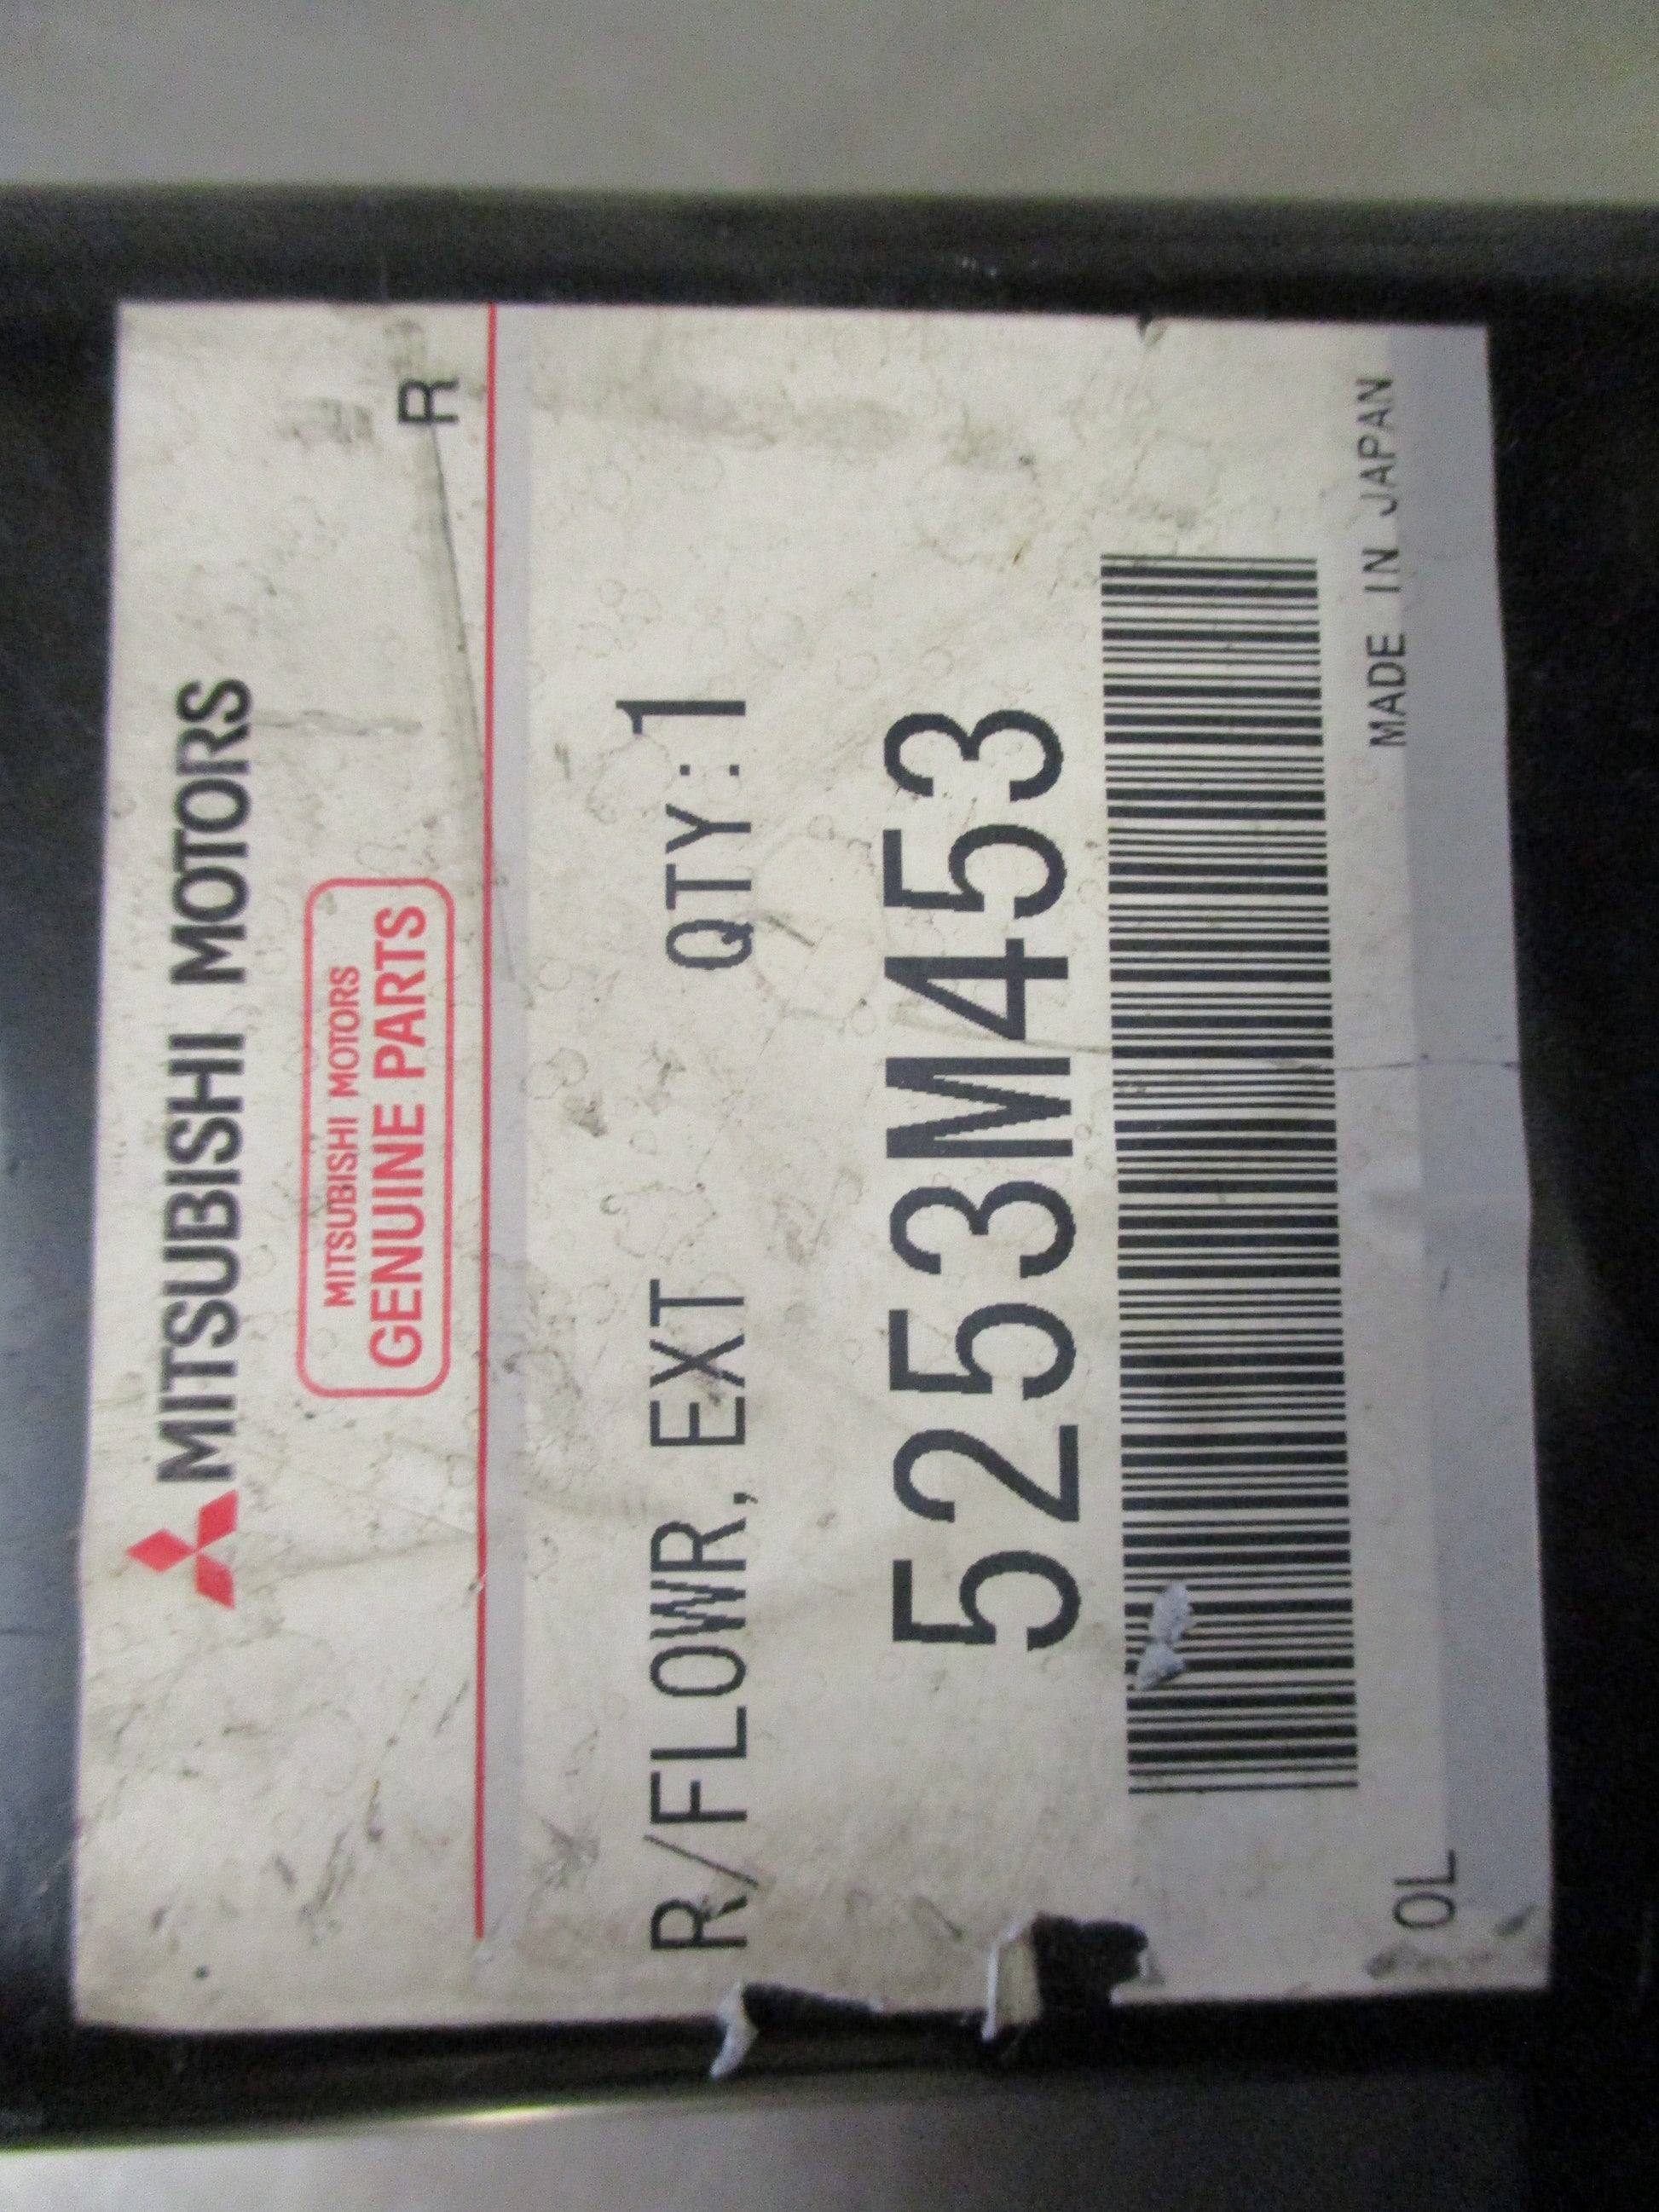 MITSUBISHI MOTORS
MITSUBISHI MOTORS
GENUINE PARTS
R
R/FLOWR, EXT QTY:1
5253M453
MADE IN JAPAN
OL